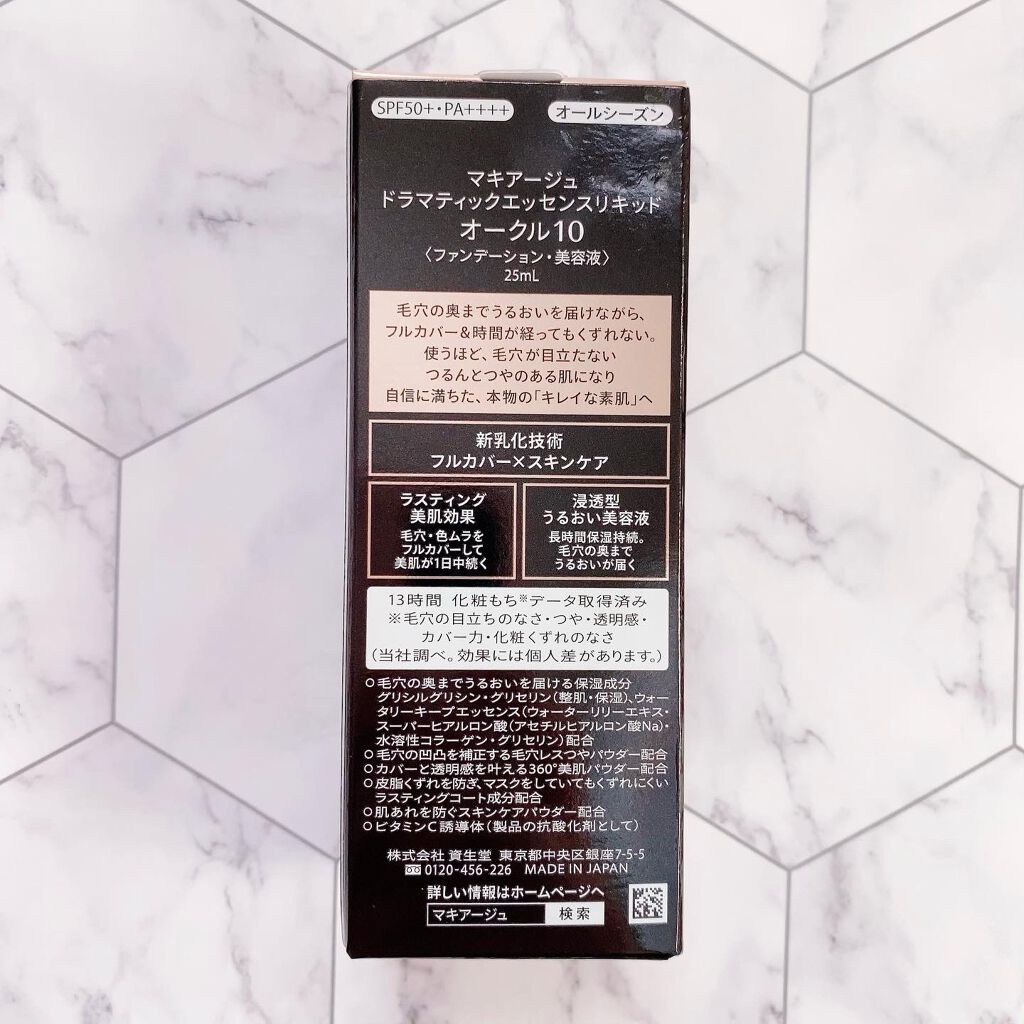 SPF50+・PA++++
オールシーズン
マキアージュ
ドラマティックエッセンスリキッド
オークル10
〈ファンデーション・美容液〉
25mL
毛穴の奥までうるおいを届けながら、
フルカバー&時間が経ってもくずれない。
使うほど、毛穴が目立たない
つるんとつやのある肌になり
自信に満ちた、本物の「キレイな素肌」へ
新乳化技術
フルカバー×スキンケア
ラスティング
美肌効果
毛穴・色ムラを
フルカバーして
美肌が1日中続く
浸透型
うるおい美容液
長時間保湿持続。
毛穴の奥まで
うるおいが届く
13時間 化粧もち※データ取得済み
※毛穴の目立ちのなさ・つや・透明感・
カバー力・化粧くずれのなさ
(当社調べ。効果には個人差があります。)
○毛穴の奥までうるおいを届ける保湿成分
グリシルグリシン・グリセリン(整肌・保湿)、ウォー
タリーキープエッセンス(ウォーターリリーエキス・
スーパーヒアルロン酸(アセチルヒアルロン酸Na)・
水溶性コラーゲン・グリセリン)配合
○毛穴の凹凸を補正する毛穴レスつやパウダー配合
○カバーと透明感を叶える360°美肌パウダー配合
○皮脂くずれを防ぎ、マスクをしていてもくずれにくい
ラスティングコート成分配合
○肌あれを防ぐスキンケアパウダー配合
○ビタミンC誘導体(製品の抗酸化剤として)
株式会社 資生堂 東京都中央区銀座7-5-5
0120-456-226 MADE IN JAPAN
詳しい情報はホームページへ
マキアージュ 検索